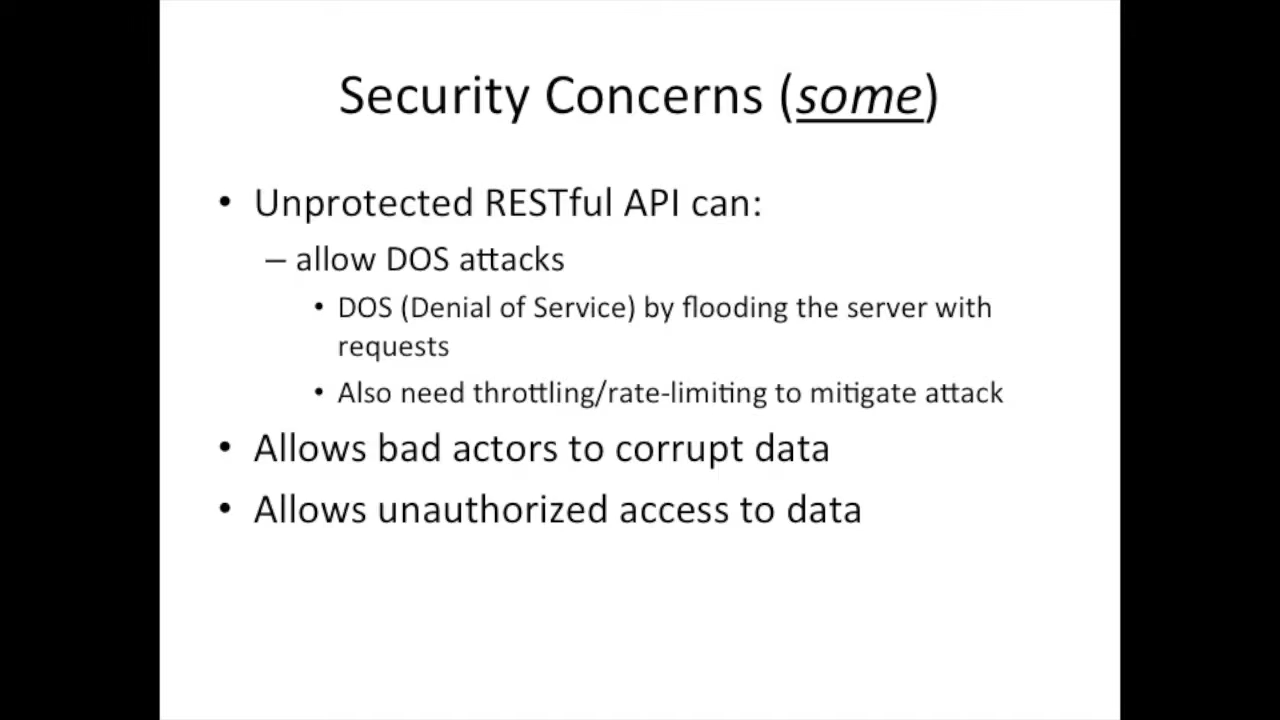 Security Concerns (some)
• Unprotected RESTful API can:
– allow DOS attacks
• DOS (Denial of Service) by flooding the server with
requests
• Also need throttling/rate-limiting to mitigate attack
• Allows bad actors to corrupt data
• Allows unauthorized access to data